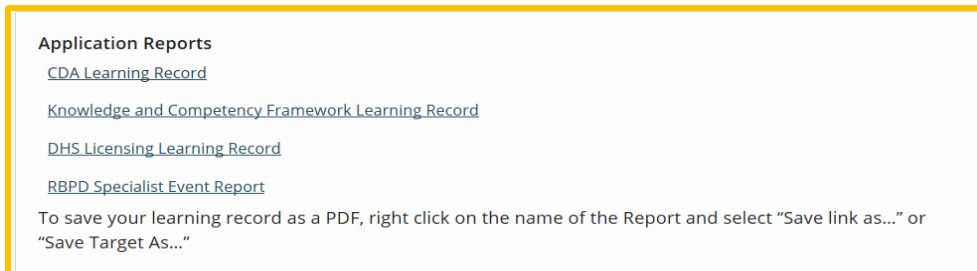 Application Reports
CDA Learning Record
Knowledge and Competency Framework Learning Record
DHS Licensing Learning Record
RBPD Specialist Event Report
To save your learning record as a PDF, right click on the name of the Report and select “Save link as...” or
“Save Target As...”